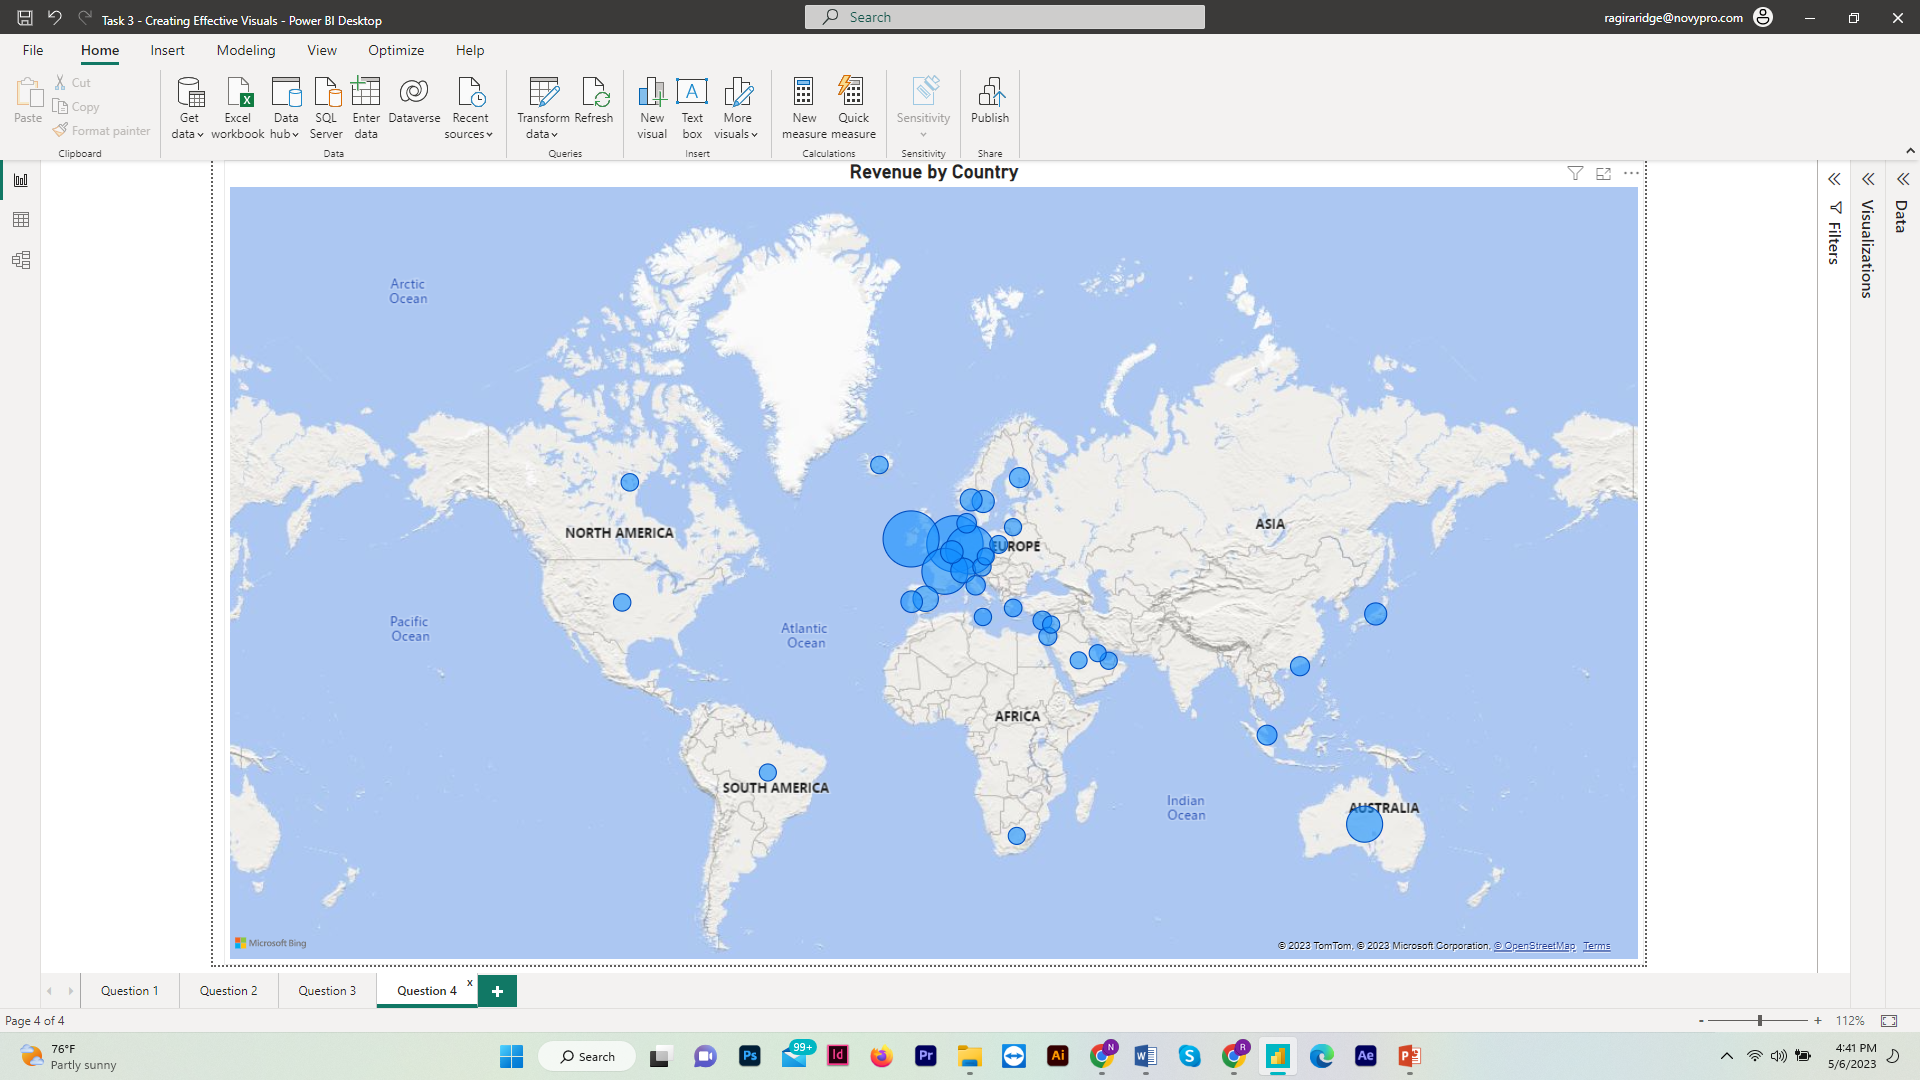 Task 3 - Creating Effective Visuals - Power BI Desktop
Search
ragiraridge@novypro.com
File
Home
Insert
Modeling
View
Optimize
Help
Paste
Cut
Copy
Format painter
Clipboard
Get
data
Excel
workbook
Data
hub
SQL
Server
Enter
data
Dataverse
Recent
sources
Data
Transform
data
Refresh
Queries
New
visual
Text
box
More
visuals
Insert
New
measure
Quick
measure
Calculations
Sensitivity
Sensitivity
Publish
Share
Revenue by Country
Filters
Visualizations
Data
Arctic
Ocean
NORTH AMERICA
EUROPE
ASIA
Pacific
Ocean
Atlantic
Ocean
AFRICA
SOUTH AMERICA
Indian
Ocean
AUSTRALIA
Microsoft Bing
© 2023 TomTom, © 2023 Microsoft Corporation, © OpenStreetMap Terms
Question 1
Question 2
Question 3
Question 4
x
+
Page 4 of 4
- + 112%
76°F
Partly sunny
Search
Ps
99+
Id
Pr
Ai
N
W
S
R
Ae
P
4:41 PM
5/6/2023